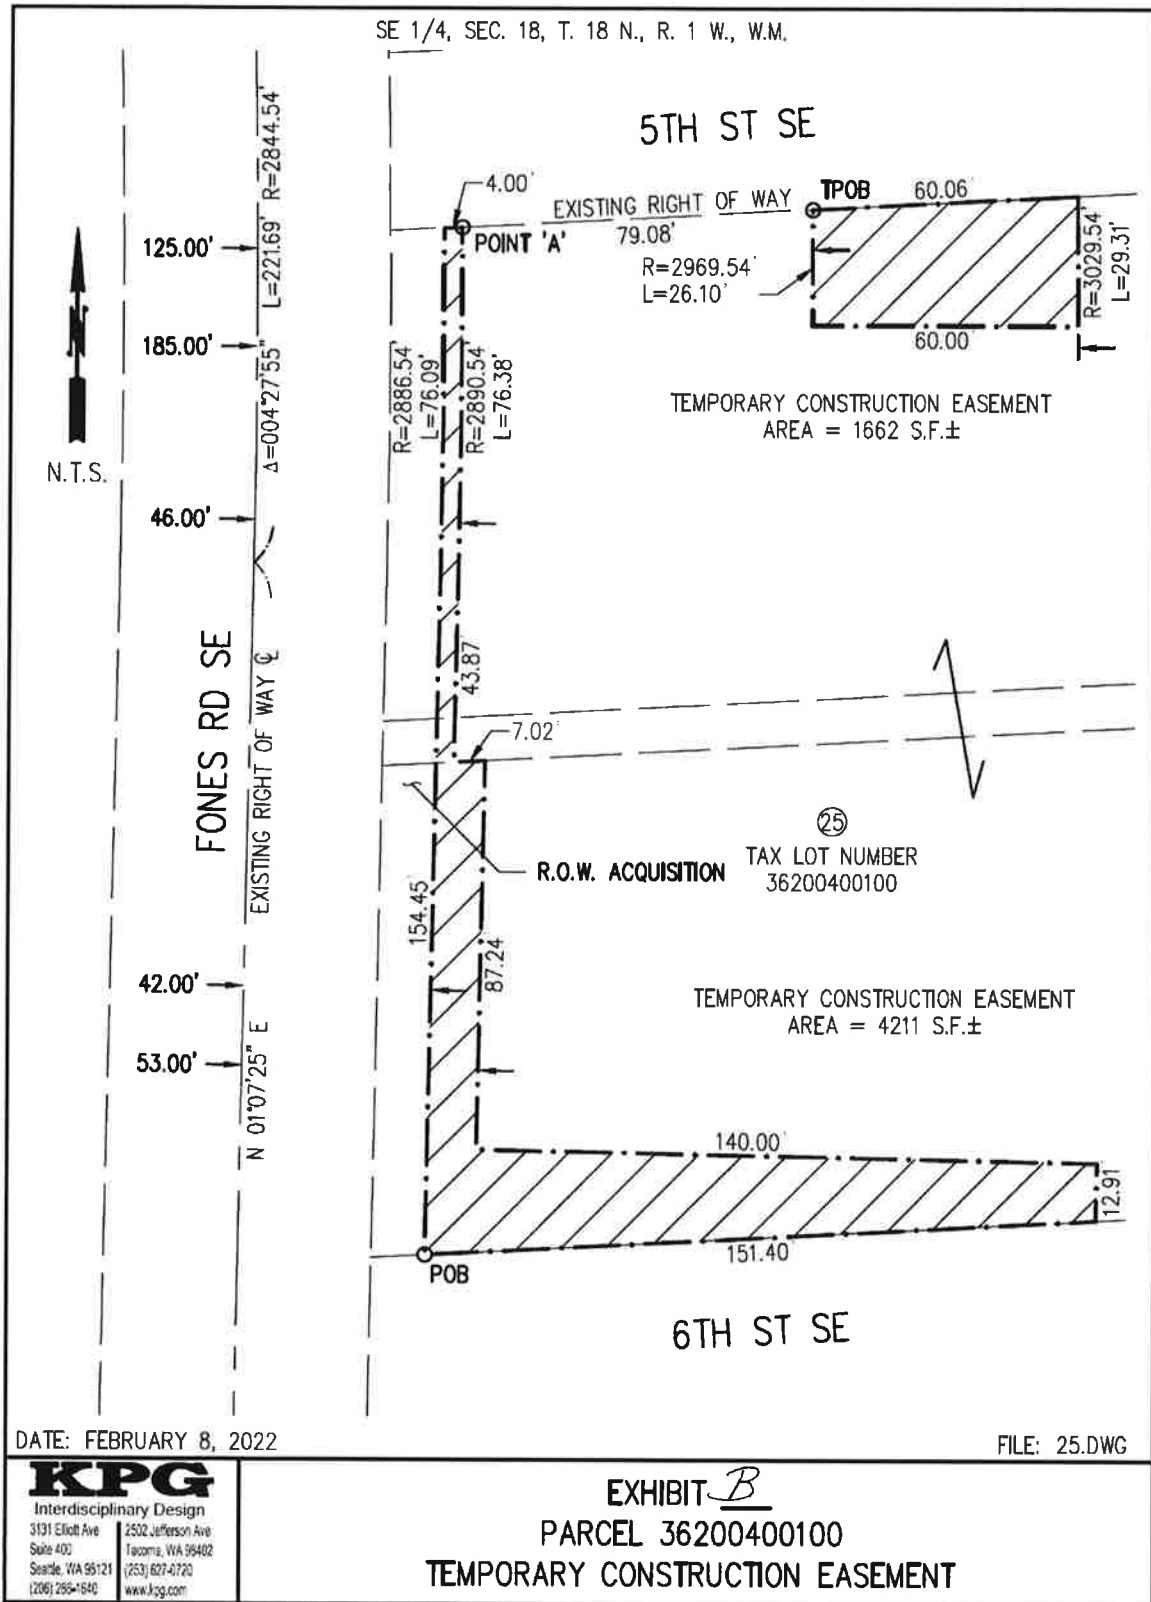 SE 1/4, SEC. 18, T. 18 N., R. 1 W., W.M.
5TH ST SE
4.00'
EXISTING RIGHT OF WAY
79.08'
POINT 'A'
TPOB
60.06'
R=2969.54'
L=26.10'
R=3029.54'
L=29.31'
60.00'
TEMPORARY CONSTRUCTION EASEMENT
AREA = 1662 S.F.±
R=2844.54'
L=221.69'
Δ=004°27'55"
125.00'
185.00'
N
N.T.S.
46.00'
R=2886.54'
L=76.09'
R=2890.54'
L=76.38'
43.87'
7.02'
FONES RD SE
EXISTING RIGHT OF WAY ℄
R.O.W. ACQUISITION
25
TAX LOT NUMBER
36200400100
154.45'
87.24'
42.00'
53.00'
N 01°07'25" E
TEMPORARY CONSTRUCTION EASEMENT
AREA = 4211 S.F.±
140.00'
12.91'
151.40'
POB
6TH ST SE
DATE: FEBRUARY 8, 2022
FILE: 25.DWG
KPG
Interdisciplinary Design
3131 Elliott Ave
Suite 400
Seattle, WA 98121
2502 Jefferson Ave
Tacoma, WA 98402
(253) 627-0720
www.kpg.com
EXHIBIT B
PARCEL 36200400100
TEMPORARY CONSTRUCTION EASEMENT